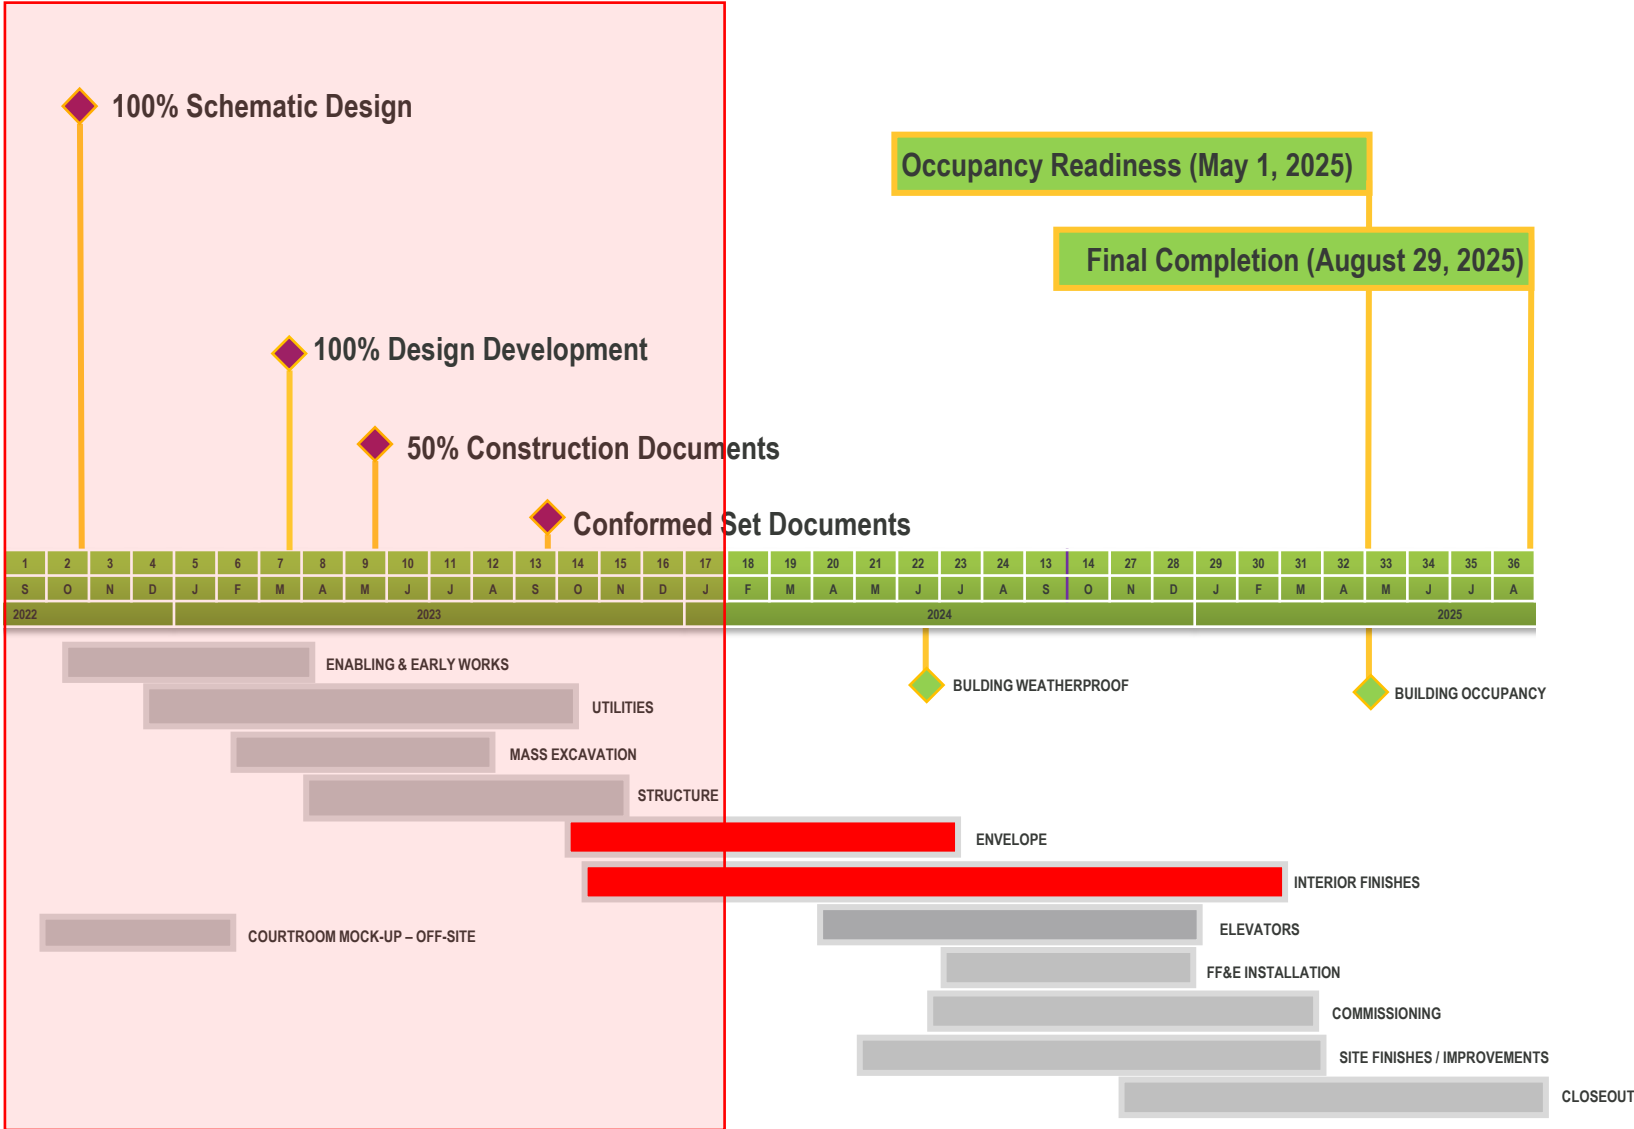 100% Schematic Design
Occupancy Readiness (May 1, 2025)
Final Completion (August 29, 2025)
100% Design Development
50% Construction Documents
Conformed Set Documents
1 2 3 4 5 6 7 8 9 10 11 12 13 14 15 16 17 18 19 20 21 22 23 24 13 14 27 28 29 30 31 32 33 34 35 36
S O N D J F M A M J J A S O N D J F M A M J J A S O N D J F M A M J J A
2022 2023 2024 2025
ENABLING & EARLY WORKS
BULDING WEATHERPROOF
BUILDING OCCUPANCY
UTILITIES
MASS EXCAVATION
STRUCTURE
ENVELOPE
INTERIOR FINISHES
ELEVATORS
COURTROOM MOCK-UP – OFF-SITE
FF&E INSTALLATION
COMMISSIONING
SITE FINISHES / IMPROVEMENTS
CLOSEOUT